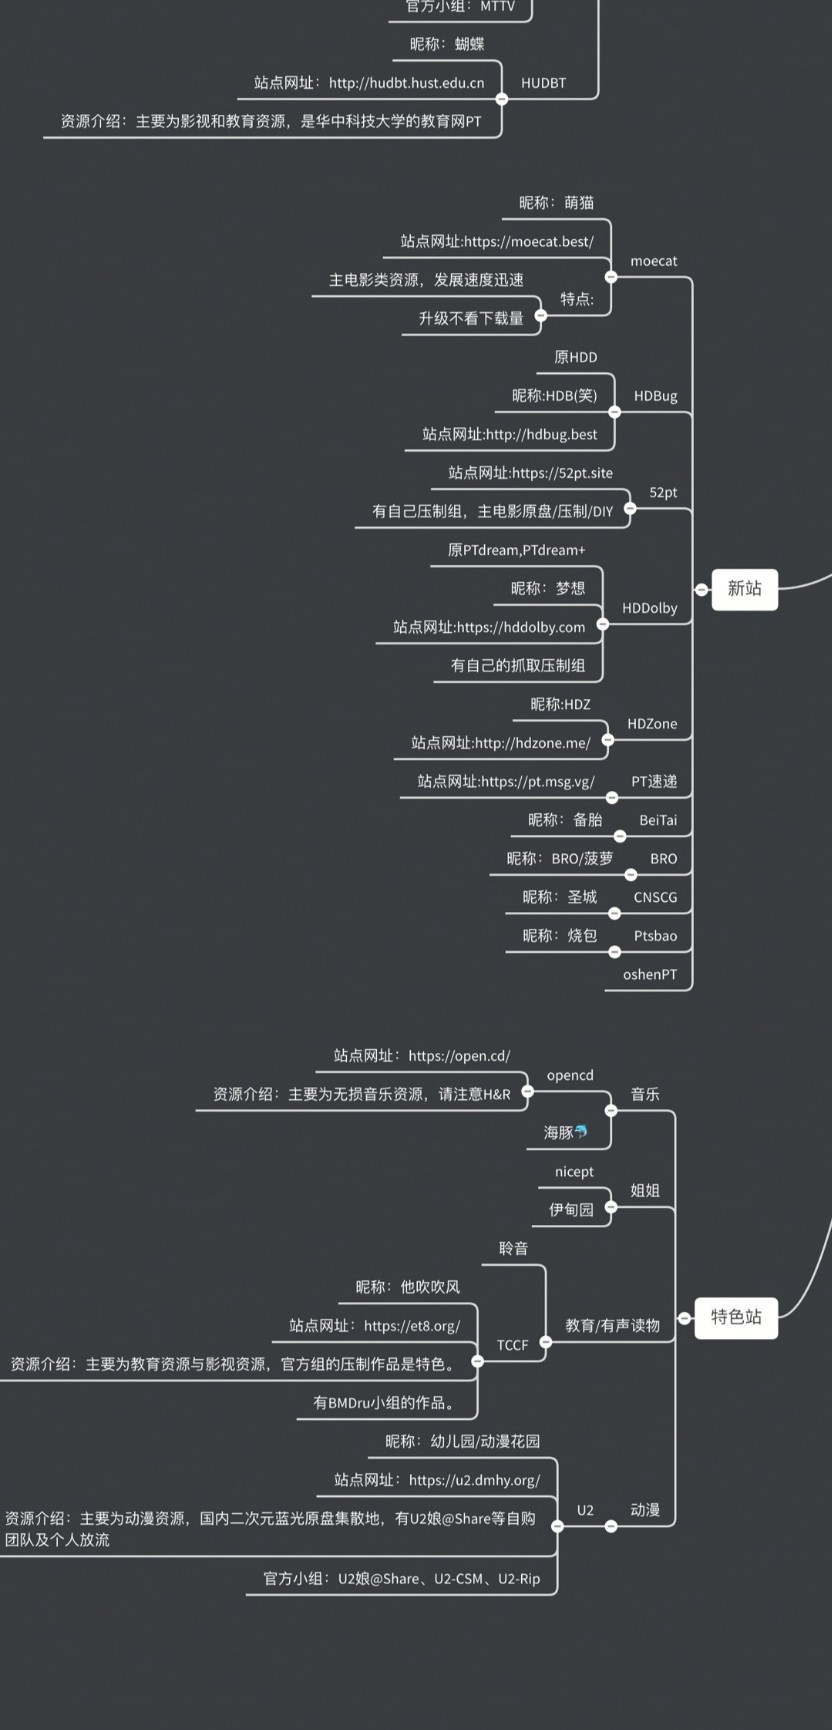 官方小组：MTTV
昵称：蝴蝶
站点网址：http://hudbt.hust.edu.cn
HUDBT
资源介绍：主要为影视和教育资源，是华中科技大学的教育网PT
昵称：萌猫
站点网址:https://moecat.best/
moecat
主电影类资源，发展速度迅速
特点:
升级不看下载量
原HDD
昵称:HDB(笑)
HDBug
站点网址:http://hdbug.best
站点网址:https://52pt.site
52pt
有自己压制组，主电影原盘/压制/DIY
原PTdream,PTdream+
昵称：梦想
HDDolby
站点网址:https://hddolby.com
有自己的抓取压制组
新站
昵称:HDZ
HDZone
站点网址:http://hdzone.me/
站点网址:https://pt.msg.vg/
PT速递
昵称：备胎
BeiTai
昵称：BRO/菠萝
BRO
昵称：圣城
CNSCG
昵称：烧包
Ptsbao
oshenPT
站点网址：https://open.cd/
opencd
资源介绍：主要为无损音乐资源，请注意H&R
音乐
海豚🐬
nicept
姐姐
伊甸园
聆音
昵称：他吹吹风
站点网址：https://et8.org/
教育/有声读物
特色站
TCCF
资源介绍：主要为教育资源与影视资源，官方组的压制作品是特色。
有BMDru小组的作品。
昵称：幼儿园/动漫花园
站点网址：https://u2.dmhy.org/
U2
动漫
资源介绍：主要为动漫资源，国内二次元蓝光原盘集散地，有U2娘@Share等自购
团队及个人放流
官方小组：U2娘@Share、U2-CSM、U2-Rip